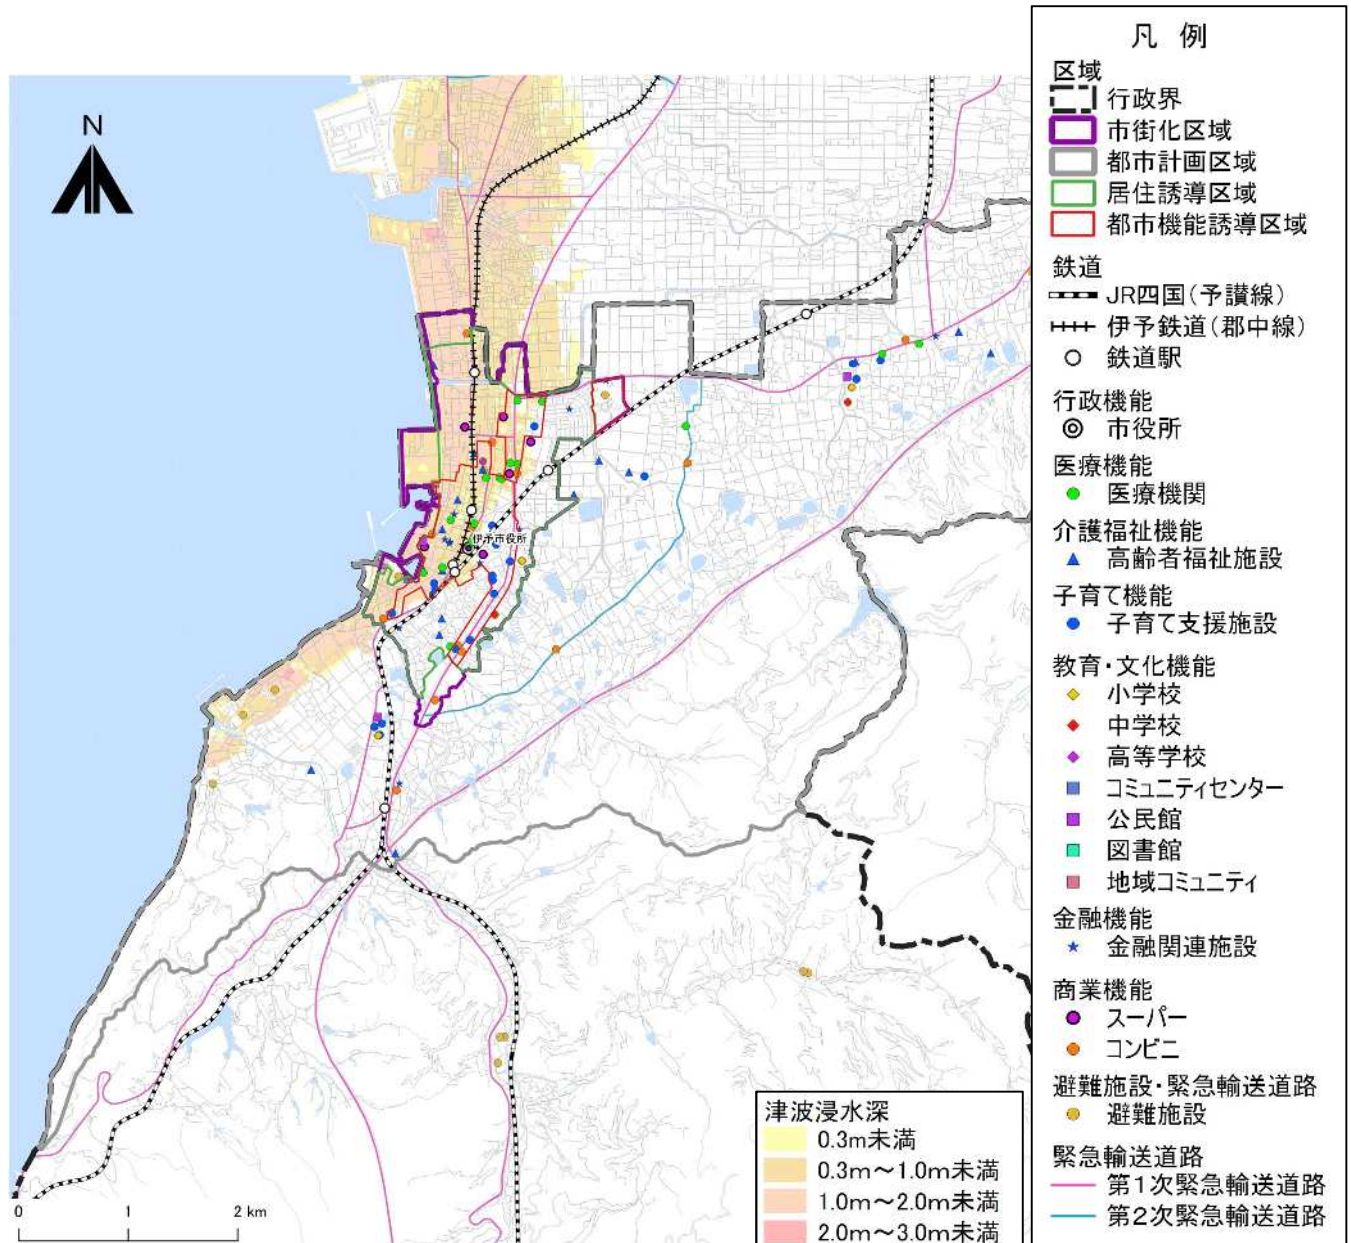 N
伊予市役所
0
1
2 km
津波浸水深
0.3m未満
0.3m～1.0m未満
1.0m～2.0m未満
2.0m～3.0m未満
凡 例
区域
行政界
市街化区域
都市計画区域
居住誘導区域
都市機能誘導区域
鉄道
JR四国(予讃線)
伊予鉄道(郡中線)
鉄道駅
行政機能
市役所
医療機能
医療機関
介護福祉機能
高齢者福祉施設
子育て機能
子育て支援施設
教育・文化機能
小学校
中学校
高等学校
コミュニティセンター
公民館
図書館
地域コミュニティ
金融機能
金融関連施設
商業機能
スーパー
コンビニ
避難施設・緊急輸送道路
避難施設
緊急輸送道路
第1次緊急輸送道路
第2次緊急輸送道路